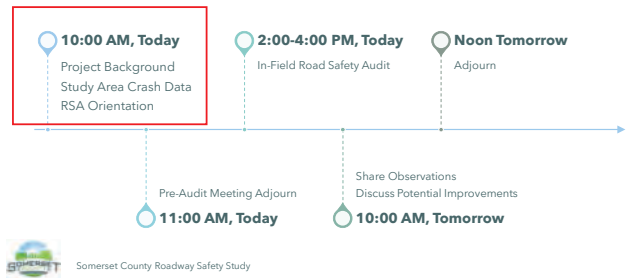 10:00 AM, Today
Project Background
Study Area Crash Data
RSA Orientation
2:00-4:00 PM, Today
In-Field Road Safety Audit
Noon Tomorrow
Adjourn
Pre-Audit Meeting Adjourn
11:00 AM, Today
Share Observations
Discuss Potential Improvements
10:00 AM, Tomorrow
SOMERSET
Somerset County Roadway Safety Study